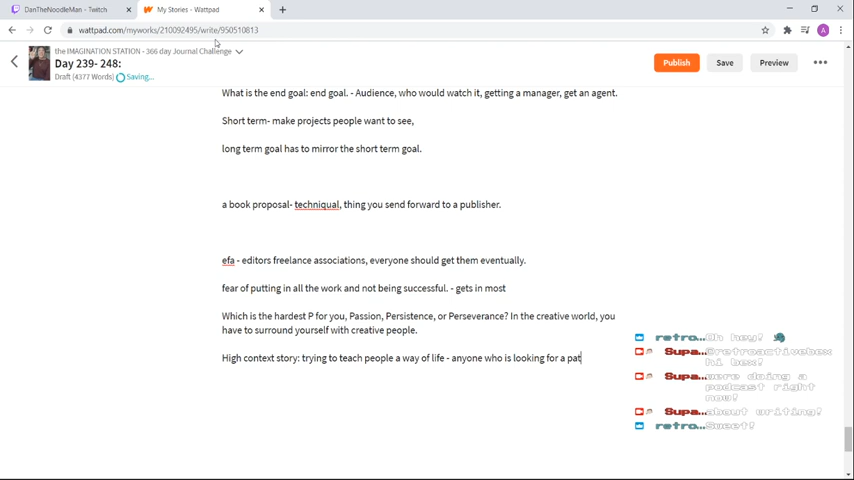 DanTheNoodleMan - Twitch
My Stories - Wattpad
wattpad.com/myworks/210092495/write/950510813
A
the IMAGINATION STATION - 366 day Journal Challenge
Day 239- 248:
Draft (4377 Words) Saving...
Publish
Save
Preview
What is the end goal: end goal. - Audience, who would watch it, getting a manager, get an agent.
Short term- make projects people want to see,
long term goal has to mirror the short term goal.
a book proposal- techniqual, thing you send forward to a publisher.
efa - editors freelance associations, everyone should get them eventually.
fear of putting in all the work and not being successful. - gets in most
Which is the hardest P for you, Passion, Persistence, or Perseverance? In the creative world, you
have to surround yourself with creative people.
High context story: trying to teach people a way of life - anyone who is looking for a pat
retro...Oh hey!
Supa...@retroactivebex
hi bex!
Supa...were doing a
podcast right
now!
Supa...about writing!
retro...Sweet!